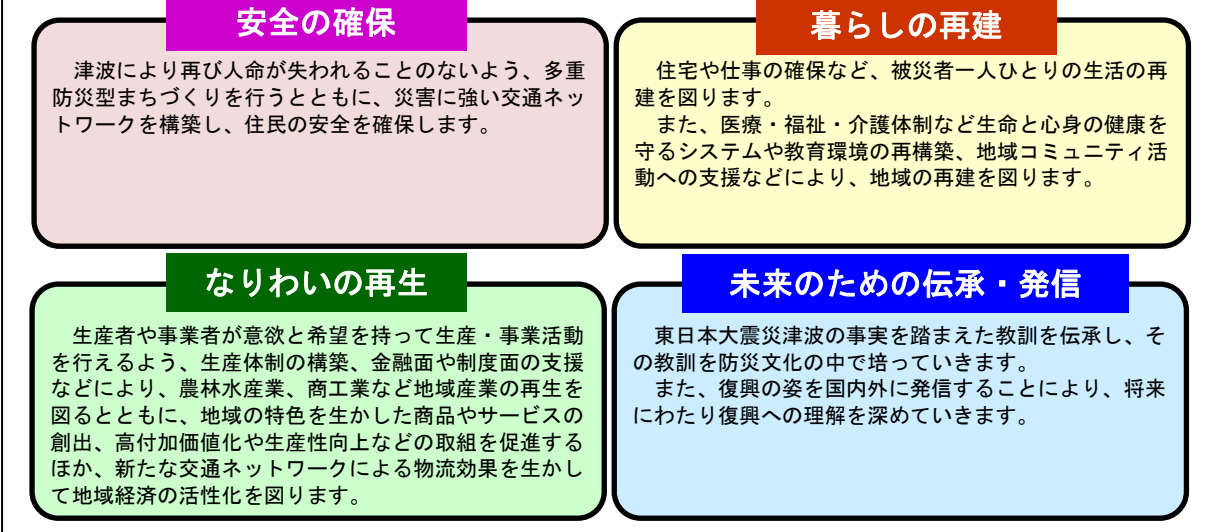 安全の確保
　津波により再び人命が失われることのないよう、多重
防災型まちづくりを行うとともに、災害に強い交通ネッ
トワークを構築し、住民の安全を確保します。
暮らしの再建
　住宅や仕事の確保など、被災者一人ひとりの生活の再
建を図ります。
　また、医療・福祉・介護体制など生命と心身の健康を
守るシステムや教育環境の再構築、地域コミュニティ活
動への支援などにより、地域の再建を図ります。
なりわいの再生
　生産者や事業者が意欲と希望を持って生産・事業活動
を行えるよう、生産体制の構築、金融面や制度面の支援
などにより、農林水産業、商工業など地域産業の再生を
図るとともに、地域の特色を生かした商品やサービスの
創出、高付加価値化や生産性向上などの取組を促進する
ほか、新たな交通ネットワークによる物流効果を生かし
て地域経済の活性化を図ります。
未来のための伝承・発信
　東日本大震災津波の事実を踏まえた教訓を伝承し、そ
の教訓を防災文化の中で培っていきます。
　また、復興の姿を国内外に発信することにより、将来
にわたり復興への理解を深めていきます。